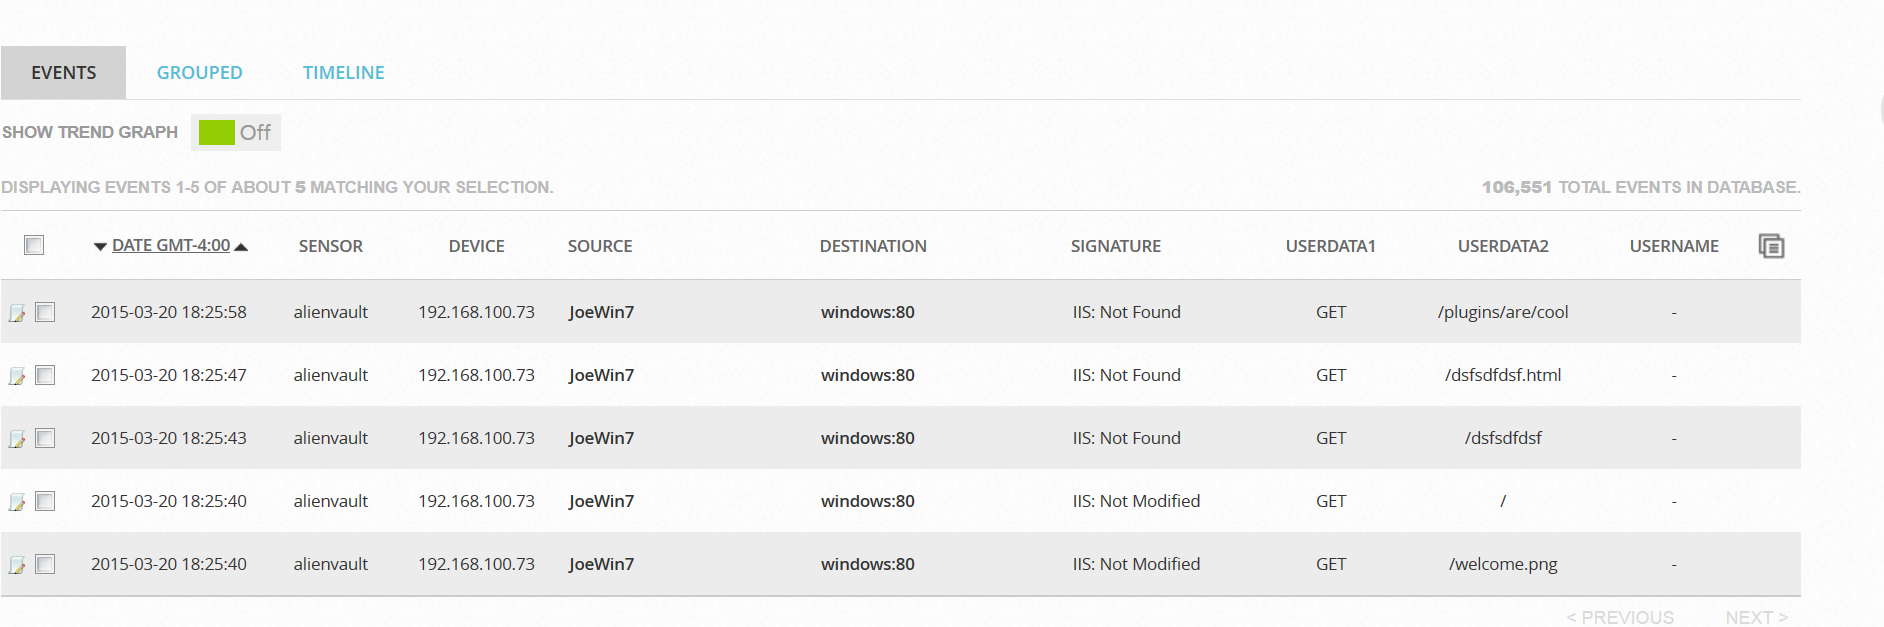 EVENTS GROUPED TIMELINE
SHOW TREND GRAPH Off
DISPLAYING EVENTS 1-5 OF ABOUT 5 MATCHING YOUR SELECTION. 106,551 TOTAL EVENTS IN DATABASE.
DATE GMT-4:00 SENSOR DEVICE SOURCE DESTINATION SIGNATURE USERDATA1 USERDATA2 USERNAME
2015-03-20 18:25:58 alienvault 192.168.100.73 JoeWin7 windows:80 IIS: Not Found GET /plugins/are/cool -
2015-03-20 18:25:47 alienvault 192.168.100.73 JoeWin7 windows:80 IIS: Not Found GET /dsfsdfdsf.html -
2015-03-20 18:25:43 alienvault 192.168.100.73 JoeWin7 windows:80 IIS: Not Found GET /dsfsdfdsf -
2015-03-20 18:25:40 alienvault 192.168.100.73 JoeWin7 windows:80 IIS: Not Modified GET / -
2015-03-20 18:25:40 alienvault 192.168.100.73 JoeWin7 windows:80 IIS: Not Modified GET /welcome.png -
< PREVIOUS NEXT >